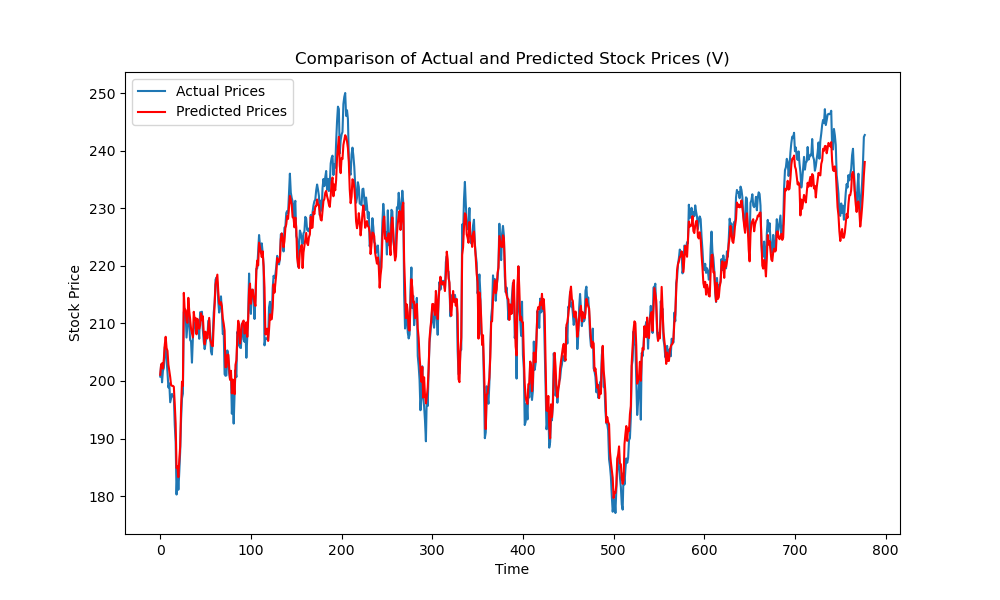 Comparison of Actual and Predicted Stock Prices (V)
Actual Prices
Predicted Prices
Stock Price
250
240
230
220
210
200
190
180
0 100 200 300 400 500 600 700 800
Time